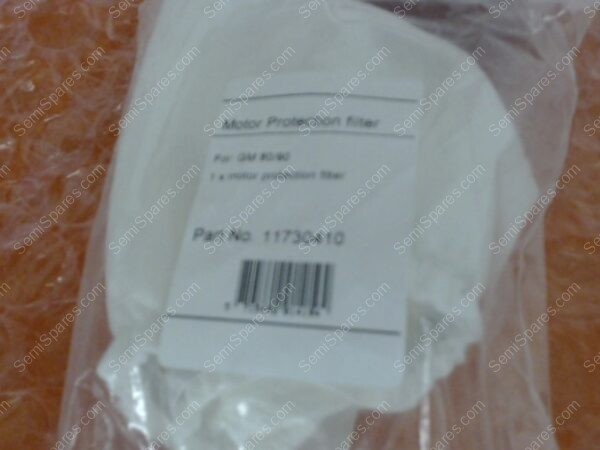 Motor Protection filter
For: GM 80/90
1 x motor protection filter
Part No. 11730410
SemiSpares.com